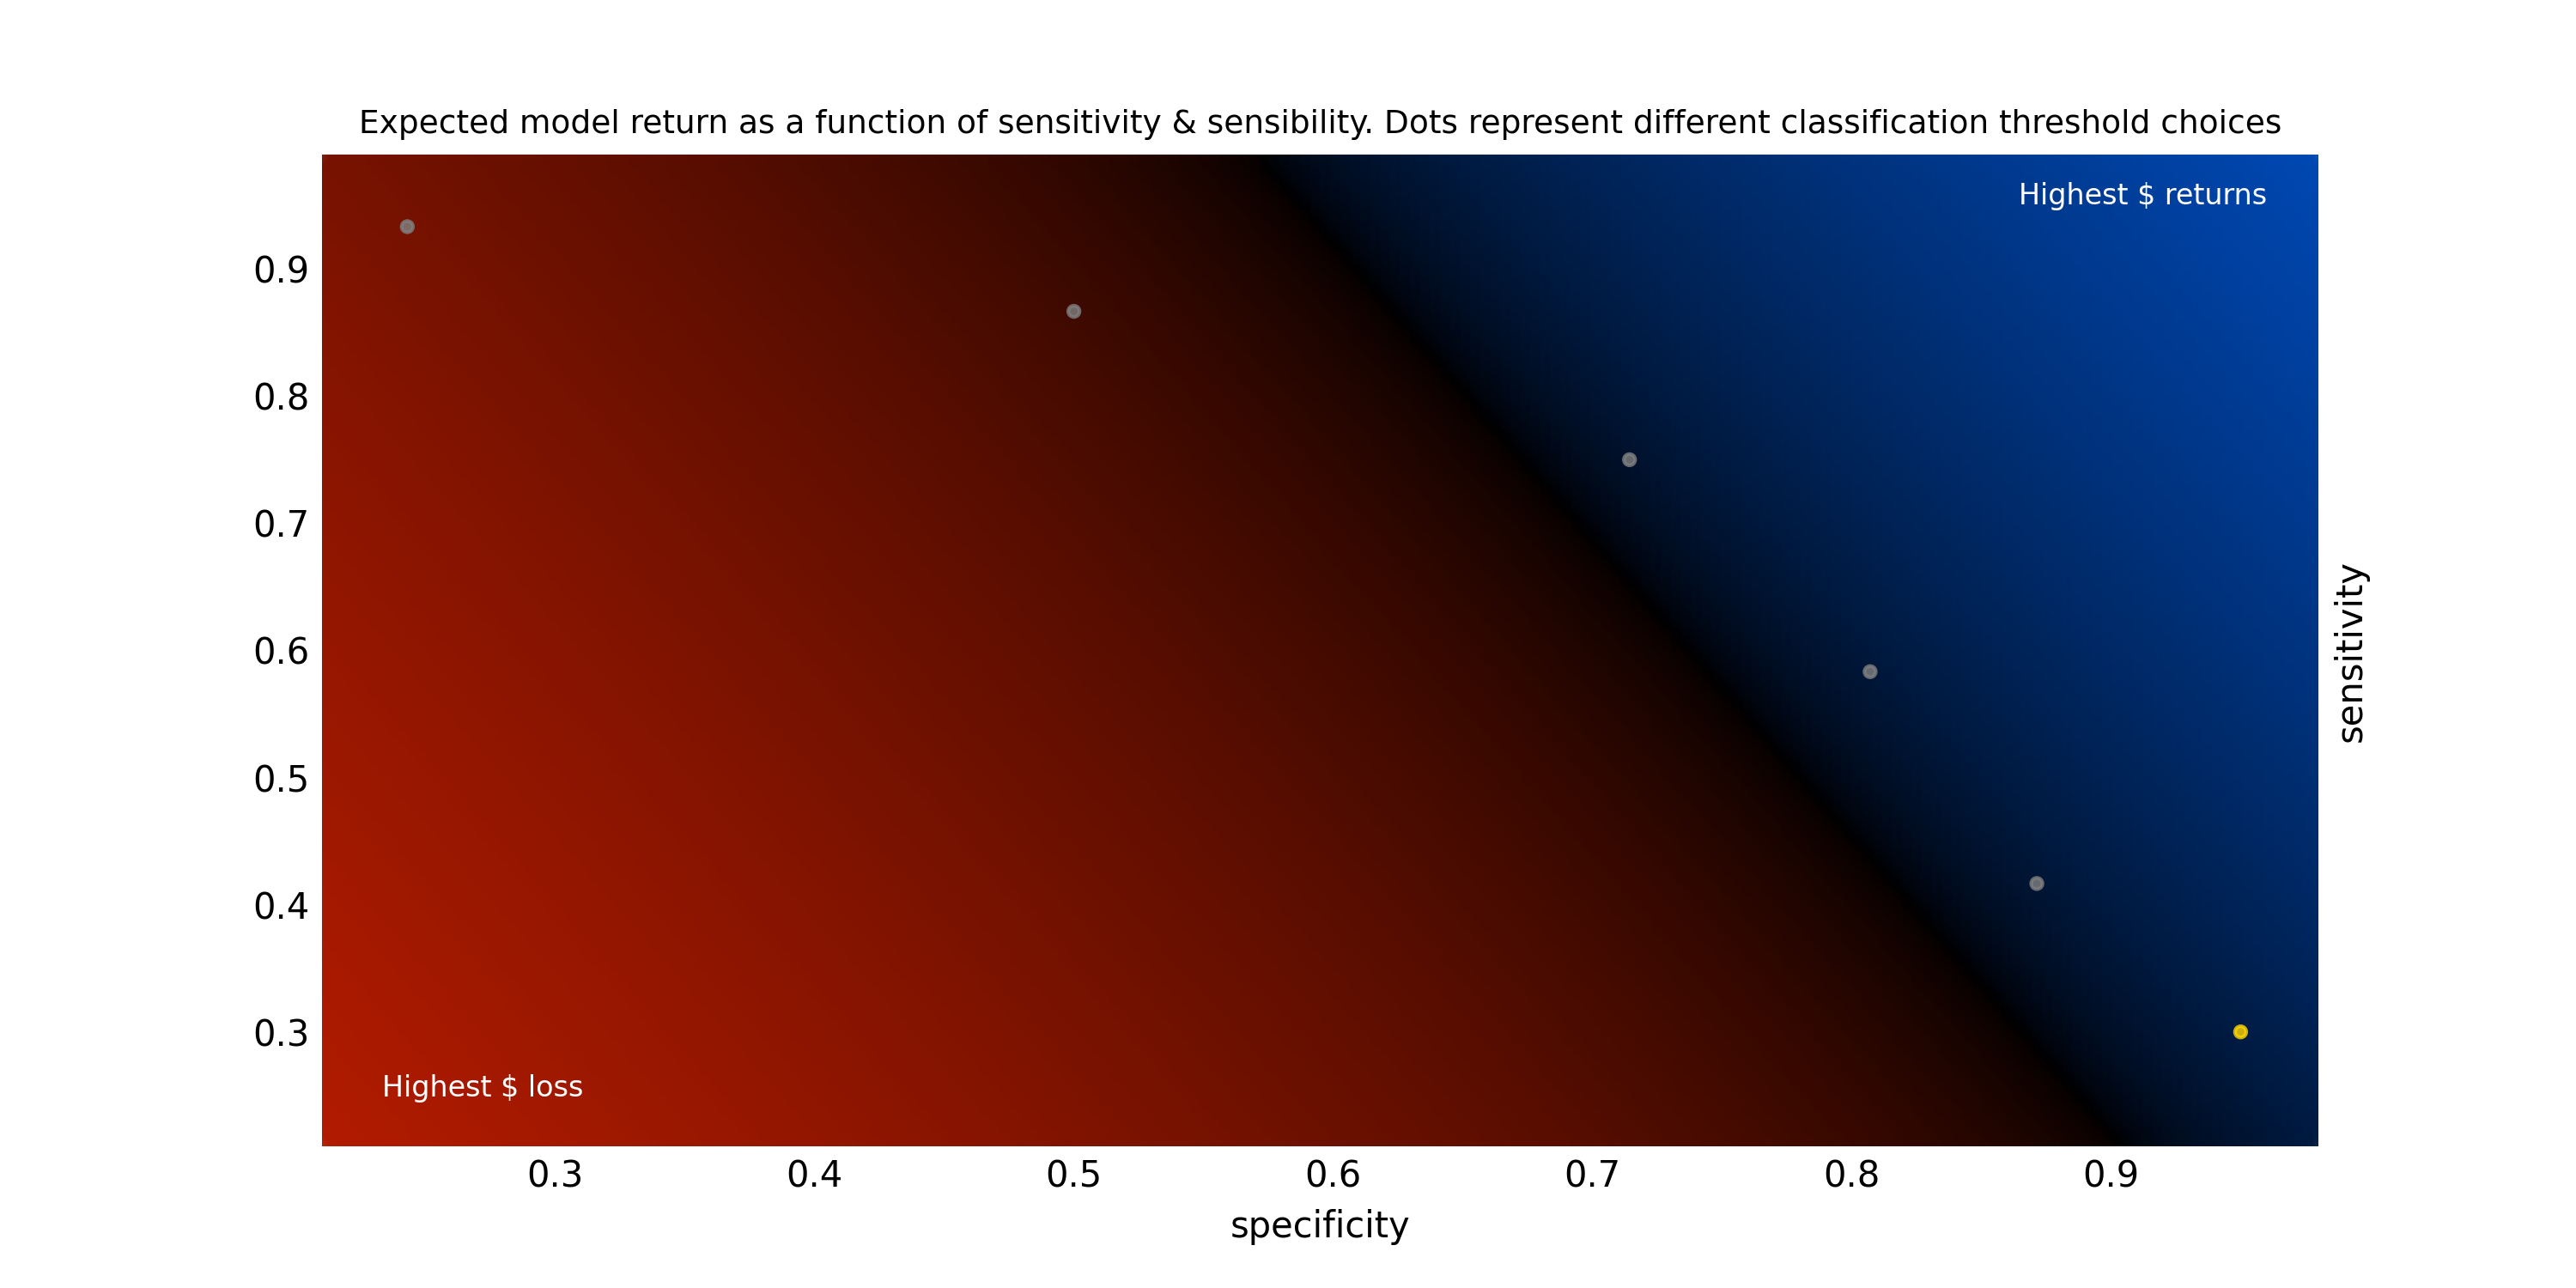 Expected model return as a function of sensitivity & sensibility. Dots represent different classification threshold choices
Highest $ returns
0.9
0.8
0.7
0.6
0.5
0.4
0.3
sensitivity
Highest $ loss
0.3 0.4 0.5 0.6 0.7 0.8 0.9
specificity